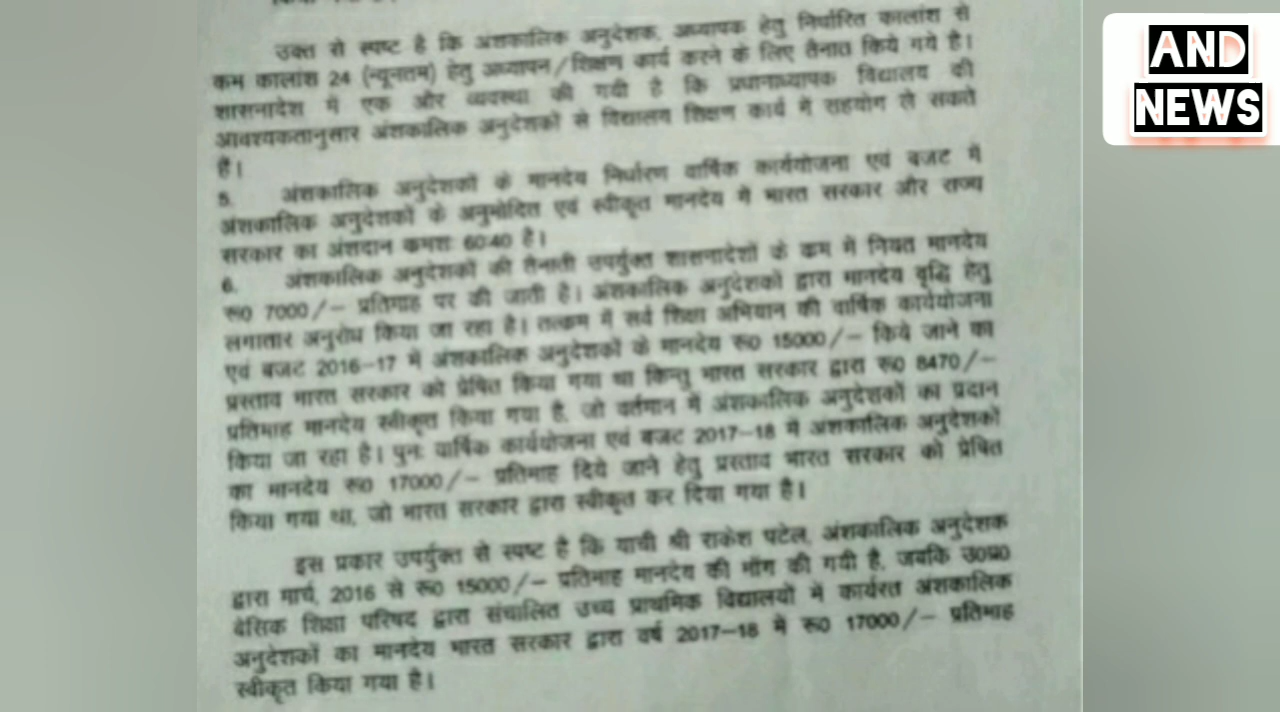 उक्त से स्पष्ट है कि अंशकालिक अनुदेशक, अध्यापक हेतु निर्धारित कालांश से
कम कालांश 24 (न्यूनतम) हेतु अध्यापन/शिक्षण कार्य करने के लिए तैनात किये गये है।
शासनादेश में एक और व्यवस्था की गयी है कि प्रधानाध्यापक विद्यालय की
आवश्यकतानुसार अंशकालिक अनुदेशकों से विद्यालय शिक्षण कार्य में सहयोग ले सकते
है।
5. अंशकालिक अनुदेशकों के मानदेय निर्धारण वार्षिक कार्ययोजना एवं बजट में
अंशकालिक अनुदेशकों के अनुमोदित एवं स्वीकृत मानदेय में भारत सरकार और राज्य
सरकार का अंशदान कमशः 60:40 है।
6. अंशकालिक अनुदेशकों की तैनाती उपर्युक्त शासनादेशों के कम में नियत मानदेय
रू0 7000/- प्रतिमाह पर की जाती है। अंशकालिक अनुदेशकों द्वारा मानदेय वृद्धि हेतु
लगातार अनुरोध किया जा रहा है। तत्कम में सर्व शिक्षा अभियान की वार्षिक कार्ययोजना
एवं बजट 2016-17 में अंशकालिक अनुदेशकों के मानदेय रू0 15000/- किये जाने का
प्रस्ताव भारत सरकार को प्रेषित किया गया था किन्तु भारत सरकार द्वारा रू0 8470/-
प्रतिमाह मानदेय स्वीकृत किया गया है, जो वर्तमान में अंशकालिक अनुदेशकों का प्रदान
किया जा रहा है। पुनः वार्षिक कार्ययोजना एवं बजट 2017-18 में अंशकालिक अनुदेशकों
का मानदेय रू0 17000/- प्रतिमाह दिये जाने हेतु प्रस्ताव भारत सरकार को प्रेषित
किया गया था, जो भारत सरकार द्वारा स्वीकृत कर दिया गया है।
इस प्रकार उपर्युक्त से स्पष्ट है कि याची श्री राकेश पटेल, अंशकालिक अनुदेशक
द्वारा मार्च, 2016 से रू0 15000/- प्रतिमाह मानदेय की माँग की गयी है, जबकि उ0प्र0
बेसिक शिक्षा परिषद द्वारा संचालित उच्च प्राथमिक विद्यालयों में कार्यरत अंशकालिक
अनुदेशकों का मानदेय भारत सरकार द्वारा वर्ष 2017-18 में रू0 17000/- प्रतिमाह
स्वीकृत किया गया है।
AND
NEWS